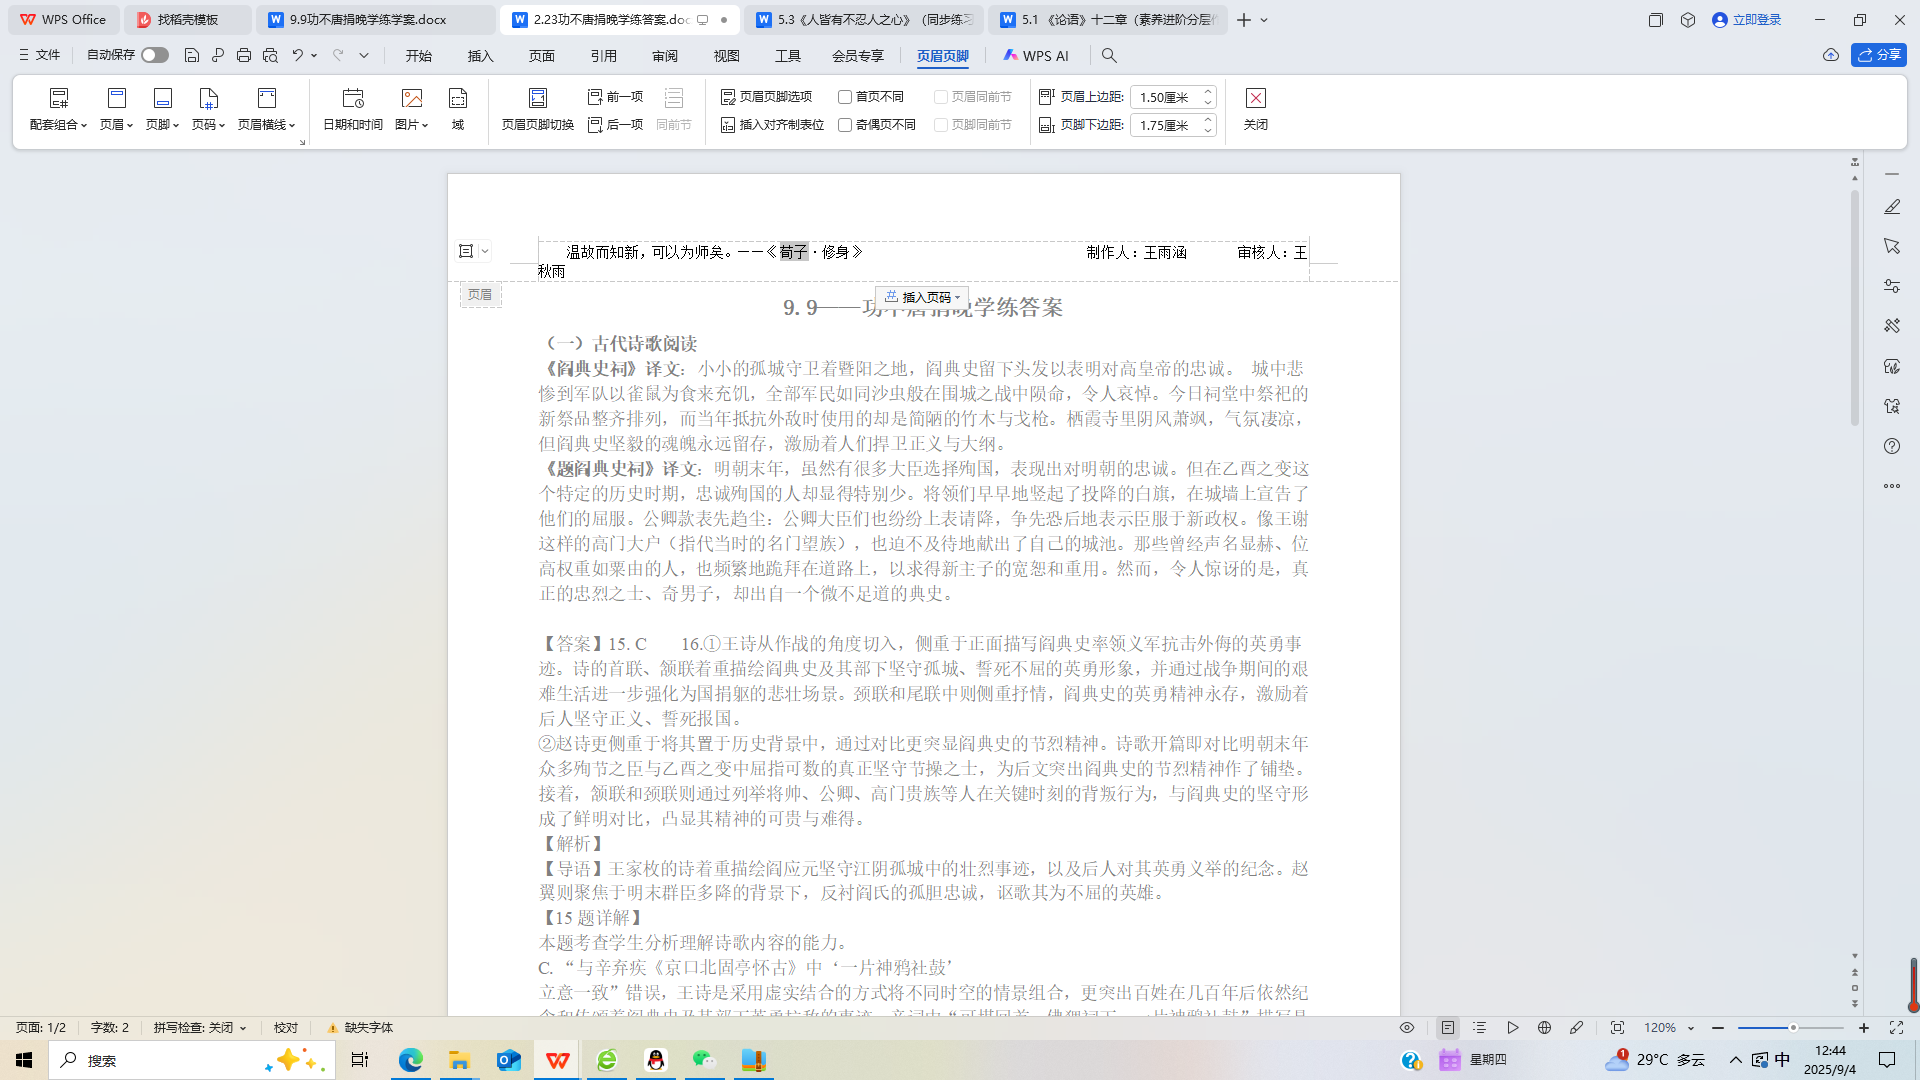 WPS Office
找稻壳模板
9.9功不唐捐晚学练学案.docx
2.23功不唐捐晚学练答案.doc
5.3《人皆有不忍人之心》（同步练习
5.1 《论语》十二章（素养进阶分层作
立即登录
文件
自动保存
开始
插入
页面
引用
审阅
视图
工具
会员专享
页眉页脚
WPS AI
分享
配套组合
页眉
页脚
页码
页眉横线
日期和时间
图片
域
页眉页脚切换
前一项
后一项
同前节
页眉页脚选项
插入对齐制表位
首页不同
奇偶页不同
页眉同前节
页脚同前节
页眉上边距: 1.50厘米
页脚下边距: 1.75厘米
关闭
温故而知新，可以为师矣。——《荀子·修身》 制作人：王雨涵 审核人：王
秋雨
页眉
插入页码
9.9——功不唐捐晚学练答案
（一）古代诗歌阅读
《阎典史祠》译文：小小的孤城守卫着暨阳之地，阎典史留下头发以表明对高皇帝的忠诚。 城中悲
惨到军队以雀鼠为食来充饥，全部军民如同沙虫般在围城之战中陨命，令人哀悼。今日祠堂中祭祀的
新祭品整齐排列，而当年抵抗外敌时使用的却是简陋的竹木与戈枪。栖霞寺里阴风萧飒，气氛凄凉，
但阎典史坚毅的魂魄永远留存，激励着人们捍卫正义与大纲。
《题阎典史祠》译文：明朝末年，虽然有很多大臣选择殉国，表现出对明朝的忠诚。但在乙酉之变这
个特定的历史时期，忠诚殉国的人却显得特别少。将领们早早地竖起了投降的白旗，在城墙上宣告了
他们的屈服。公卿款表先趋尘：公卿大臣们也纷纷上表请降，争先恐后地表示臣服于新政权。像王谢
这样的高门大户（指代当时的名门望族），也迫不及待地献出了自己的城池。那些曾经声名显赫、位
高权重如粟由的人，也频繁地跪拜在道路上，以求得新主子的宽恕和重用。然而，令人惊讶的是，真
正的忠烈之士、奇男子，却出自一个微不足道的典史。
【答案】15. C 16.①王诗从作战的角度切入，侧重于正面描写阎典史率领义军抗击外侮的英勇事
迹。诗的首联、颔联着重描绘阎典史及其部下坚守孤城、誓死不屈的英勇形象，并通过战争期间的艰
难生活进一步强化为国捐躯的悲壮场景。颈联和尾联中则侧重抒情，阎典史的英勇精神永存，激励着
后人坚守正义、誓死报国。
②赵诗更侧重于将其置于历史背景中，通过对比更突显阎典史的节烈精神。诗歌开篇即对比明朝末年
众多殉节之臣与乙酉之变中屈指可数的真正坚守节操之士，为后文突出阎典史的节烈精神作了铺垫。
接着，颔联和颈联则通过列举将帅、公卿、高门贵族等人在关键时刻的背叛行为，与阎典史的坚守形
成了鲜明对比，凸显其精神的可贵与难得。
【解析】
【导语】王家枚的诗着重描绘阎应元坚守江阴孤城中的壮烈事迹，以及后人对其英勇义举的纪念。赵
翼则聚焦于明末群臣多降的背景下，反衬阎氏的孤胆忠诚，讴歌其为不屈的英雄。
【15 题详解】
本题考查学生分析理解诗歌内容的能力。
C. “与辛弃疾《京口北固亭怀古》中‘一片神鸦社鼓’
立意一致”错误，王诗是采用虚实结合的方式将不同时空的情景组合，更突出百姓在几百年后依然纪
页面: 1/2
字数: 2
拼写检查: 关闭
校对
缺失字体
120%
搜索
星期四
29°C 多云
中
12:44
2025/9/4